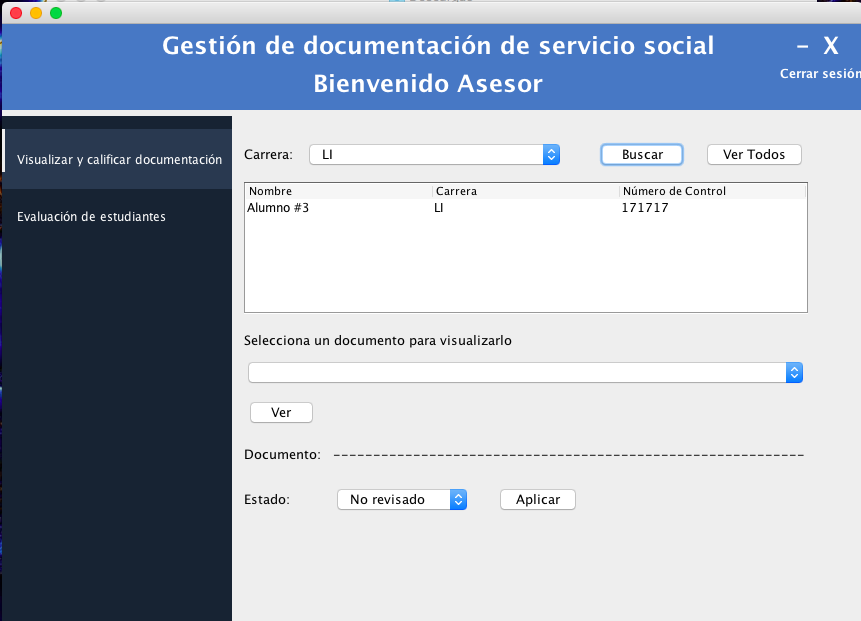 Gestión de documentación de servicio social
– X
Bienvenido Asesor
Cerrar sesión
Visualizar y calificar documentación
Evaluación de estudiantes
Carrera: LI Buscar Ver Todos
Nombre Carrera Número de Control
Alumno #3 LI 171717
Selecciona un documento para visualizarlo
Ver
Documento: -----------------------------------------------------------
Estado: No revisado Aplicar